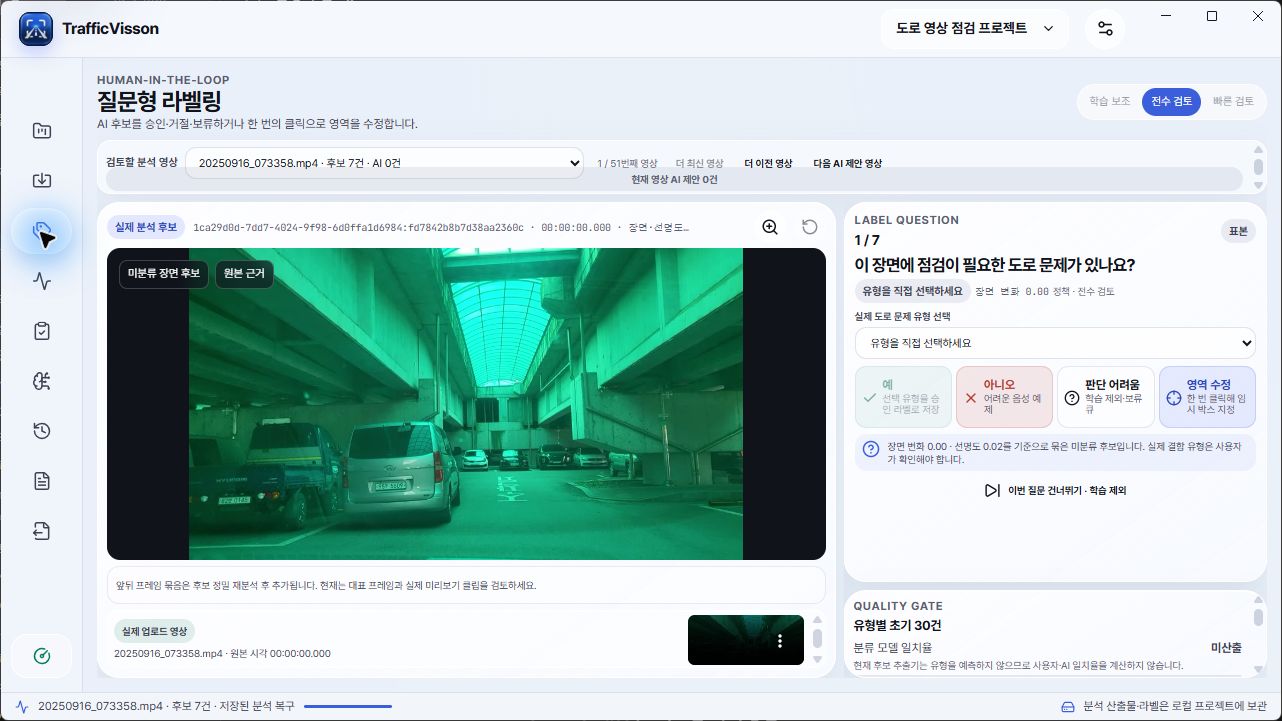 TrafficVisson
도로 영상 점검 프로젝트
HUMAN-IN-THE-LOOP
질문형 라벨링
AI 후보를 승인·거절·보류하거나 한 번의 클릭으로 영역을 수정합니다.
학습 보조
전수 검토
빠른 검토
검토할 분석 영상
20250916_073358.mp4 · 후보 7건 · AI 0건
1 / 51번째 영상
더 최신 영상
더 이전 영상
다음 AI 제안 영상
현재 영상 AI 제안 0건
실제 분석 후보
1ca29d0d-7dd7-4024-9f98-6d0ffa1d6984:fd7842b8b7d38aa2360c · 00:00:00.000 · 장면·선명도…
미분류 장면 후보
원본 근거
앞뒤 프레임 묶음은 후보 정밀 재분석 후 추가됩니다. 현재는 대표 프레임과 실제 미리보기 클립을 검토하세요.
실제 업로드 영상
20250916_073358.mp4 · 원본 시각 00:00:00.000
LABEL QUESTION
1 / 7
표본
이 장면에 점검이 필요한 도로 문제가 있나요?
유형을 직접 선택하세요
장면 변화 0.00 정책·전수 검토
실제 도로 문제 유형 선택
유형을 직접 선택하세요
예
선택 유형을 승
인 라벨로 저장
아니오
어려운 음성 예
제
판단 어려움
학습 제외·보류
큐
영역 수정
한 번 클릭해 임
시 박스 지정
장면 변화 0.00 · 선명도 0.02를 기준으로 묶은 미분류 후보입니다. 실제 결함 유형은 사용자
가 확인해야 합니다.
이번 질문 건너뛰기 · 학습 제외
QUALITY GATE
유형별 초기 30건
분류 모델 일치율
미산출
현재 후보 추출기는 유형을 예측하지 않으므로 사용자·AI 일치율을 계산하지 않습니다.
20250916_073358.mp4 · 후보 7건 · 저장된 분석 복구
분석 산출물·라벨은 로컬 프로젝트에 보관